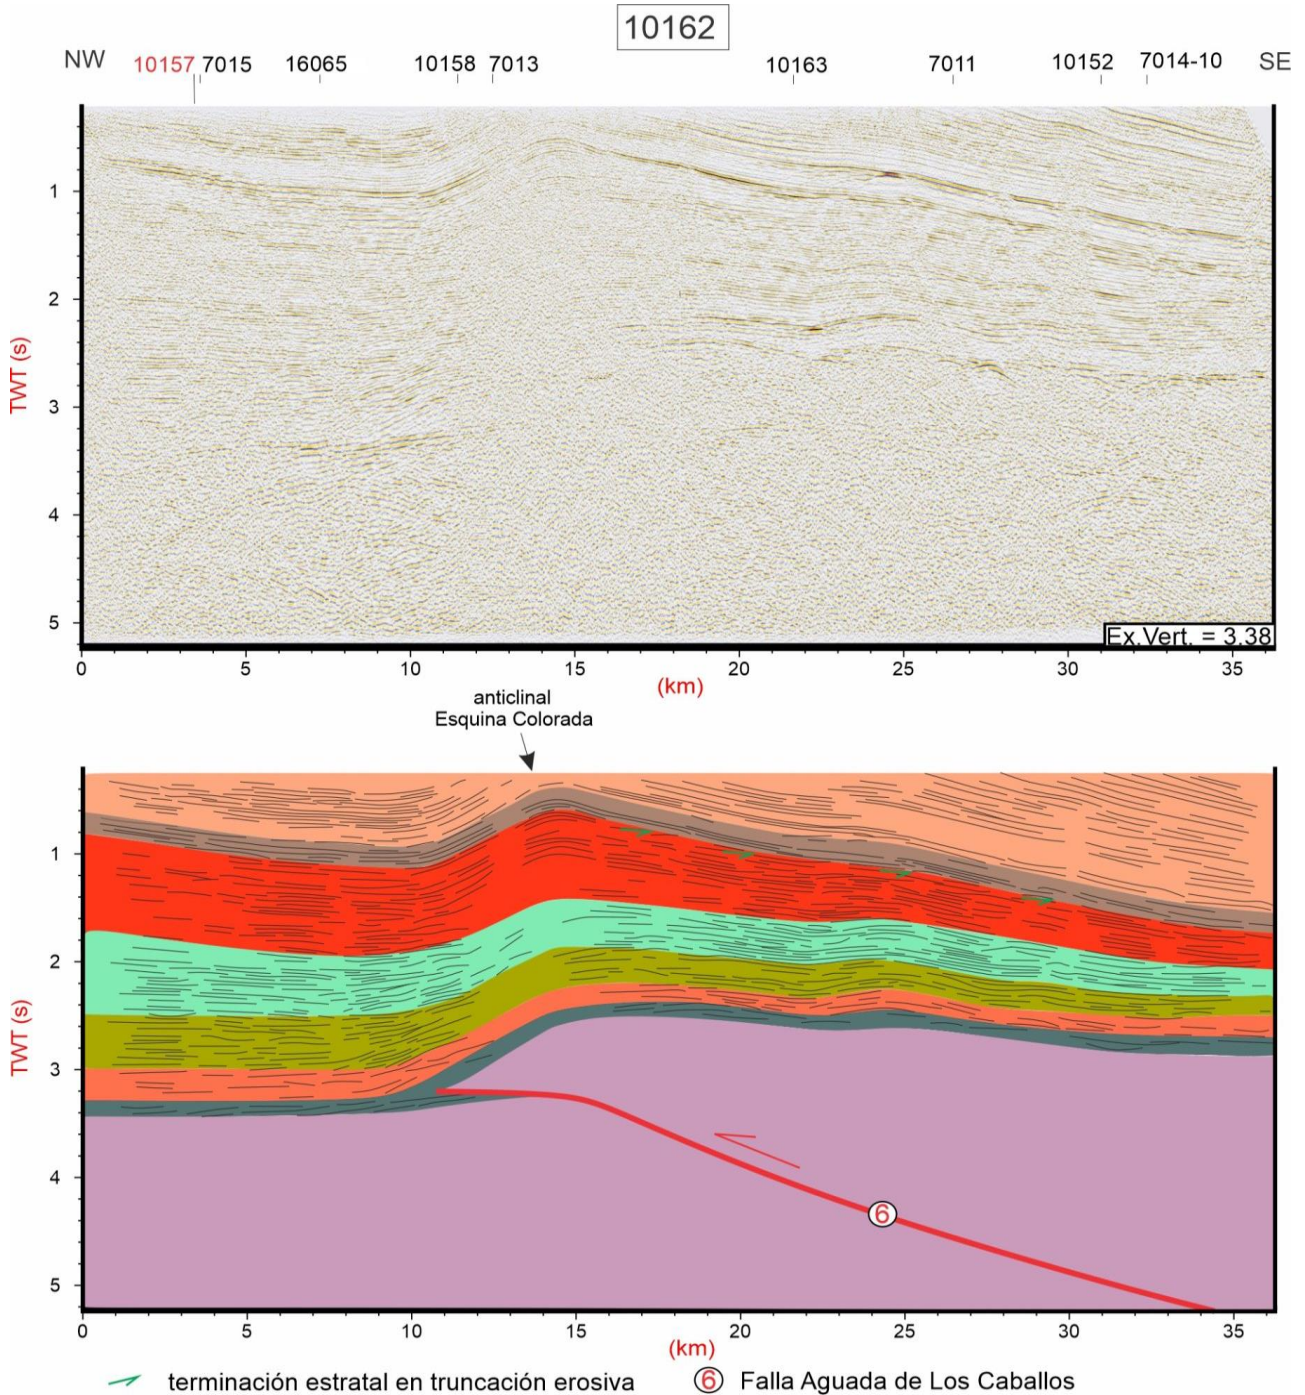 10162
NW 10157 7015 16065 10158 7013 10163 7011 10152 7014-10 SE
1
2
3
4
5
TWT (s)
Ex.Vert. = 3.38
0 5 10 15 20 25 30 35
(km)
anticlinal
Esquina Colorada
1
2
3
4
5
TWT (s)
6
0 5 10 15 20 25 30 35
(km)
terminación estratal en truncación erosiva 6 Falla Aguada de Los Caballos